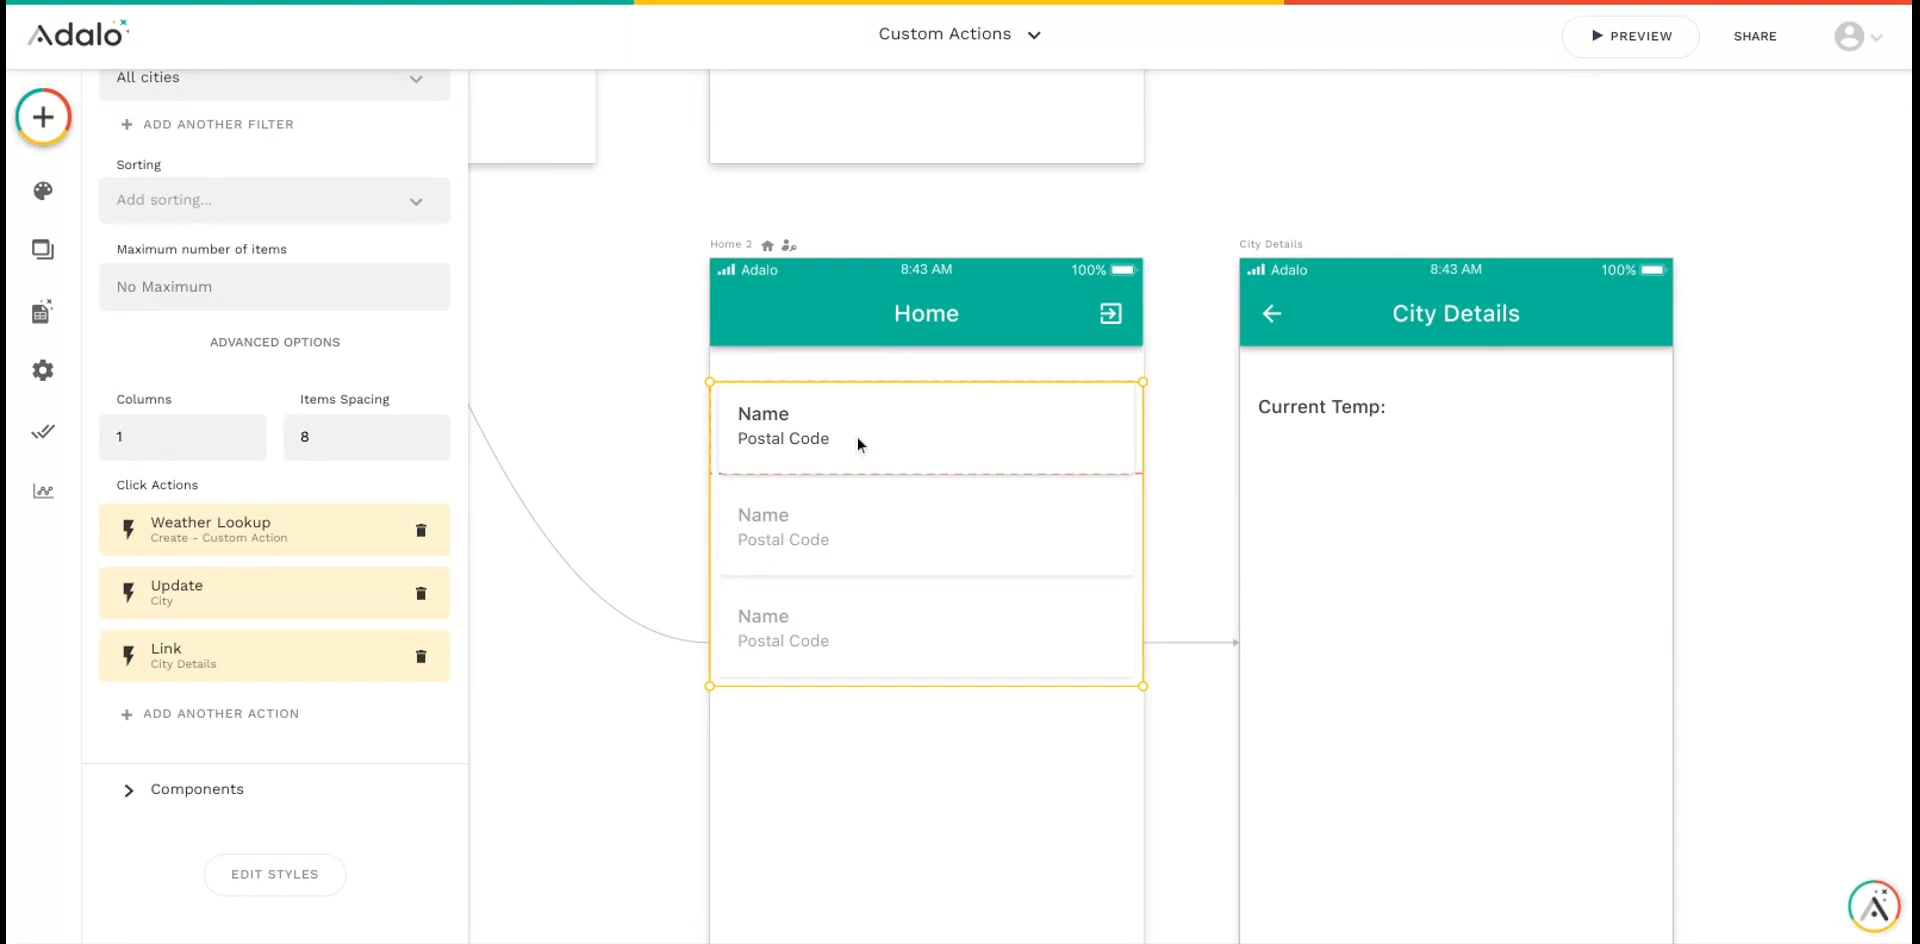 Adalo
Custom Actions
PREVIEW
SHARE
All cities
ADD ANOTHER FILTER
Sorting
Add sorting...
Maximum number of items
No Maximum
ADVANCED OPTIONS
Columns
Items Spacing
1
8
Click Actions
Weather Lookup
Create - Custom Action
Update
City
Link
City Details
ADD ANOTHER ACTION
Components
EDIT STYLES
Home 2
Adalo 8:43 AM 100%
Home
Name
Postal Code
Name
Postal Code
Name
Postal Code
City Details
Adalo 8:43 AM 100%
City Details
Current Temp: